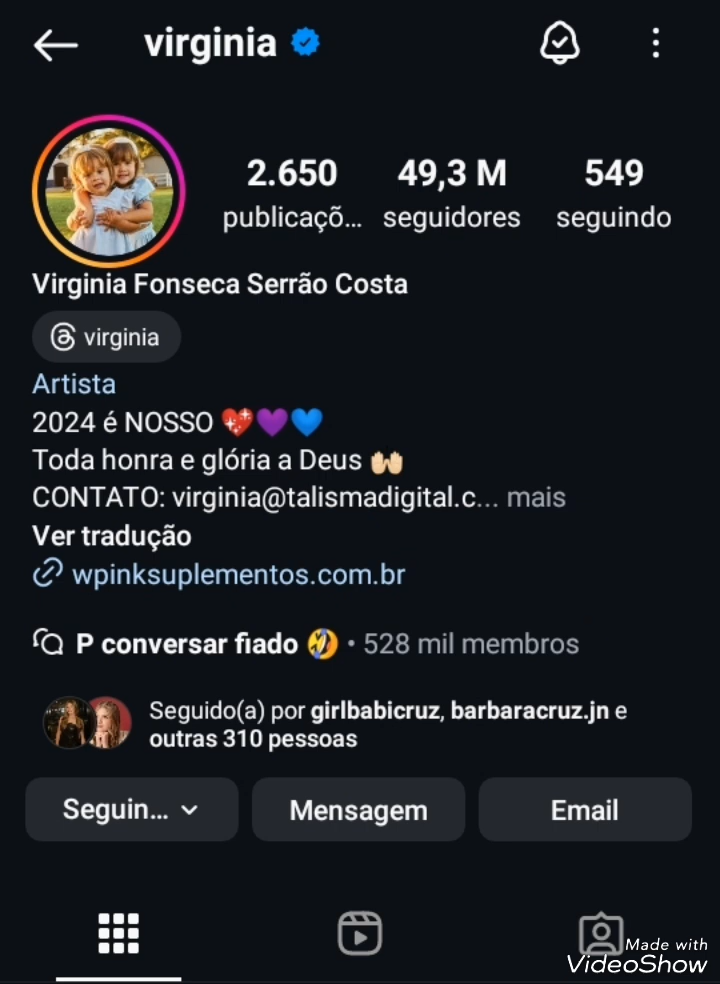 virginia
2.650 49,3 M 549
publicaçõ... seguidores seguindo
Virginia Fonseca Serrão Costa
virginia
Artista
2024 é NOSSO 💖💜💙
Toda honra e glória a Deus 🙌🏻
CONTATO: virginia@talismadigital.c... mais
Ver tradução
wpinksuplementos.com.br
P conversar fiado 🤣 • 528 mil membros
Seguido(a) por girlbabicruz, barbaracruz.jn e
outras 310 pessoas
Seguin... Mensagem Email
Made with
VideoShow